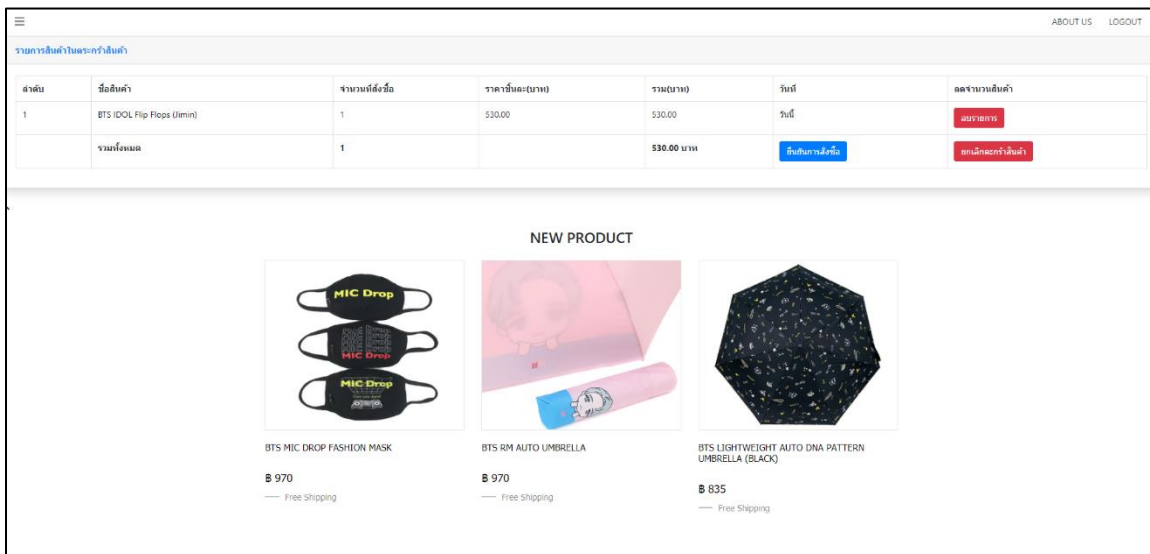 ABOUT US LOGOUT
รายการสินค้าในตระกร้าสินค้า
ลำดับ ชื่อสินค้า จำนวนที่สั่งซื้อ ราคาชิ้นละ(บาท) รวม(บาท) วันที่ ลดจำนวนสินค้า
1 BTS IDOL Flip Flops (Jimin) 1 530.00 530.00 วันนี้ ลบรายการ
รวมทั้งหมด 1 530.00 บาท ยืนยันการสั่งซื้อ ยกเลิกตะกร้าสินค้า
NEW PRODUCT
MIC Drop
MIC Drop
MIC Drop
BTS MIC DROP FASHION MASK
฿ 970
Free Shipping
BTS RM AUTO UMBRELLA
฿ 970
Free Shipping
BTS LIGHTWEIGHT AUTO DNA PATTERN
UMBRELLA (BLACK)
฿ 835
Free Shipping